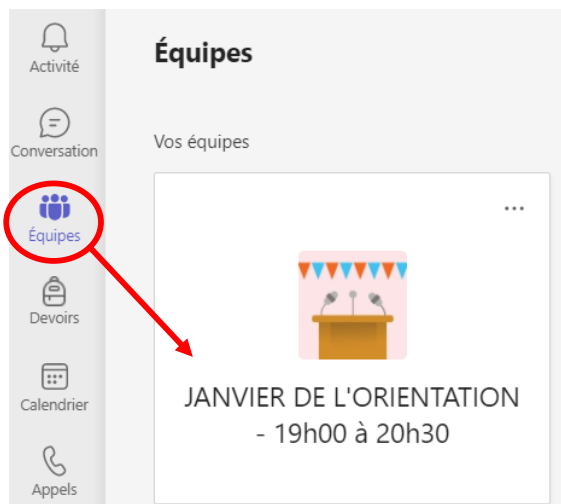 Activité
Conversation
Équipes
Devoirs
Calendrier
Appels
Équipes
Vos équipes
...
JANVIER DE L'ORIENTATION
- 19h00 à 20h30